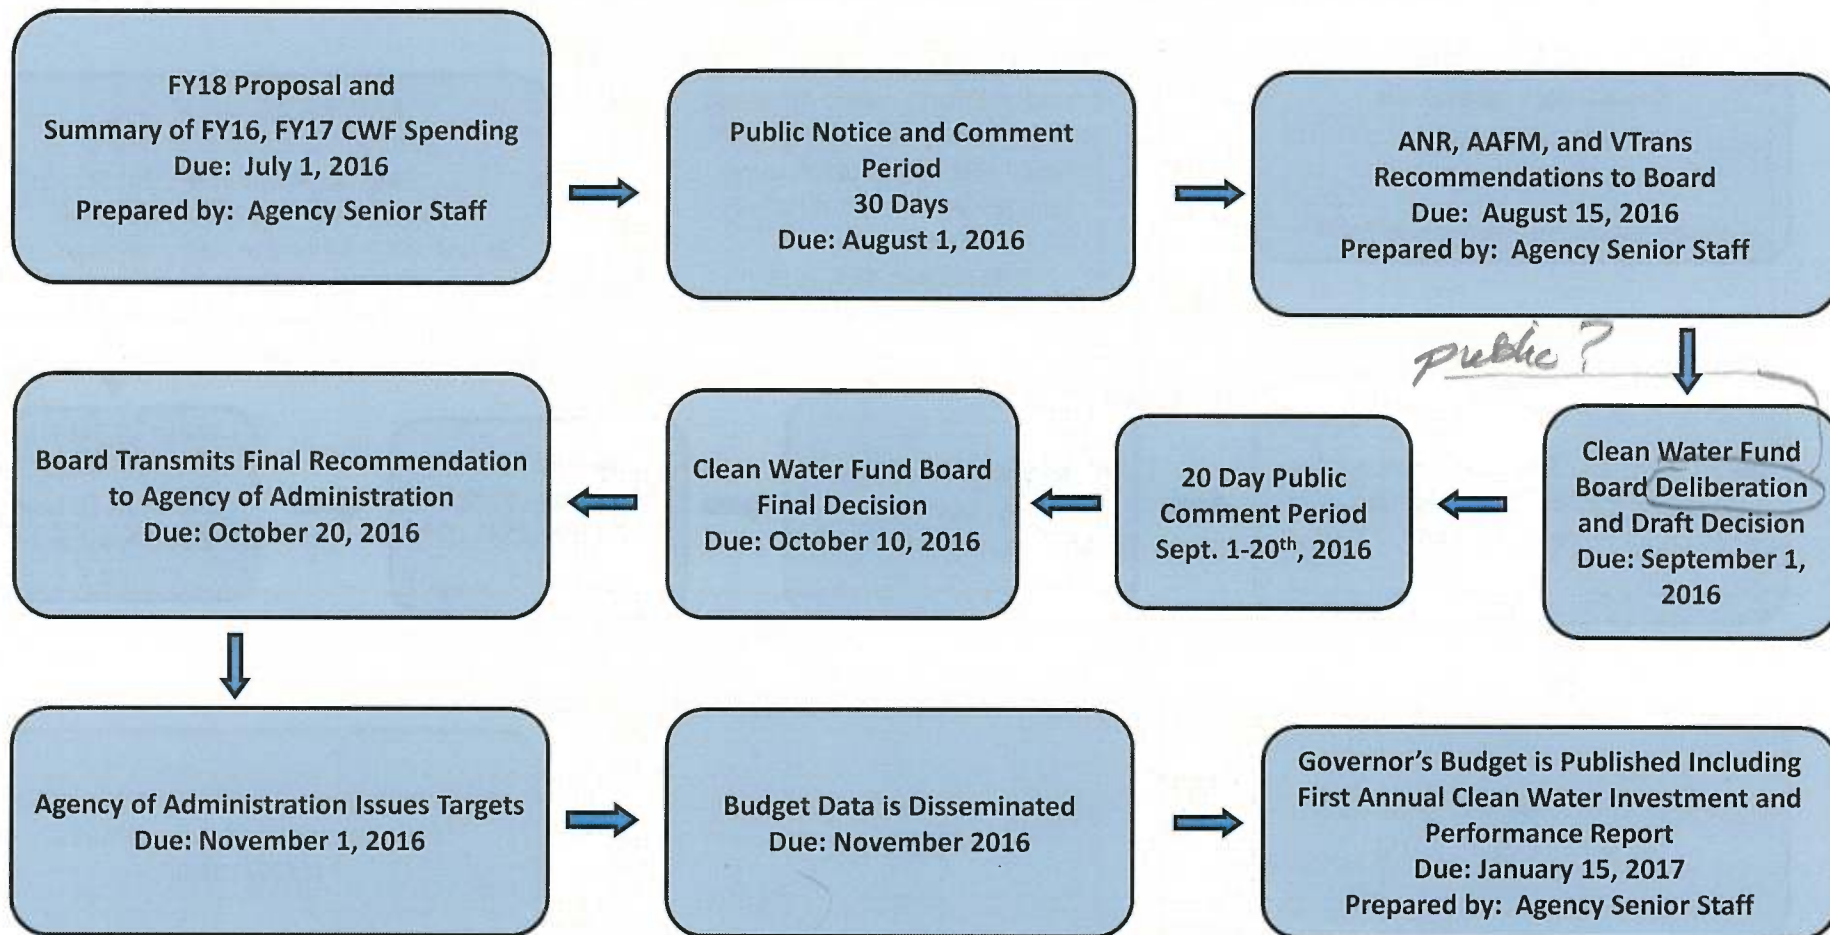 FY18 Proposal and
Summary of FY16, FY17 CWF Spending
Due: July 1, 2016
Prepared by: Agency Senior Staff
Public Notice and Comment
Period
30 Days
Due: August 1, 2016
ANR, AAFM, and VTrans
Recommendations to Board
Due: August 15, 2016
Prepared by: Agency Senior Staff
public?
Clean Water Fund
Board Deliberation
and Draft Decision
Due: September 1,
2016
20 Day Public
Comment Period
Sept. 1-20th, 2016
Clean Water Fund Board
Final Decision
Due: October 10, 2016
Board Transmits Final Recommendation
to Agency of Administration
Due: October 20, 2016
Agency of Administration Issues Targets
Due: November 1, 2016
Budget Data is Disseminated
Due: November 2016
Governor’s Budget is Published Including
First Annual Clean Water Investment and
Performance Report
Due: January 15, 2017
Prepared by: Agency Senior Staff